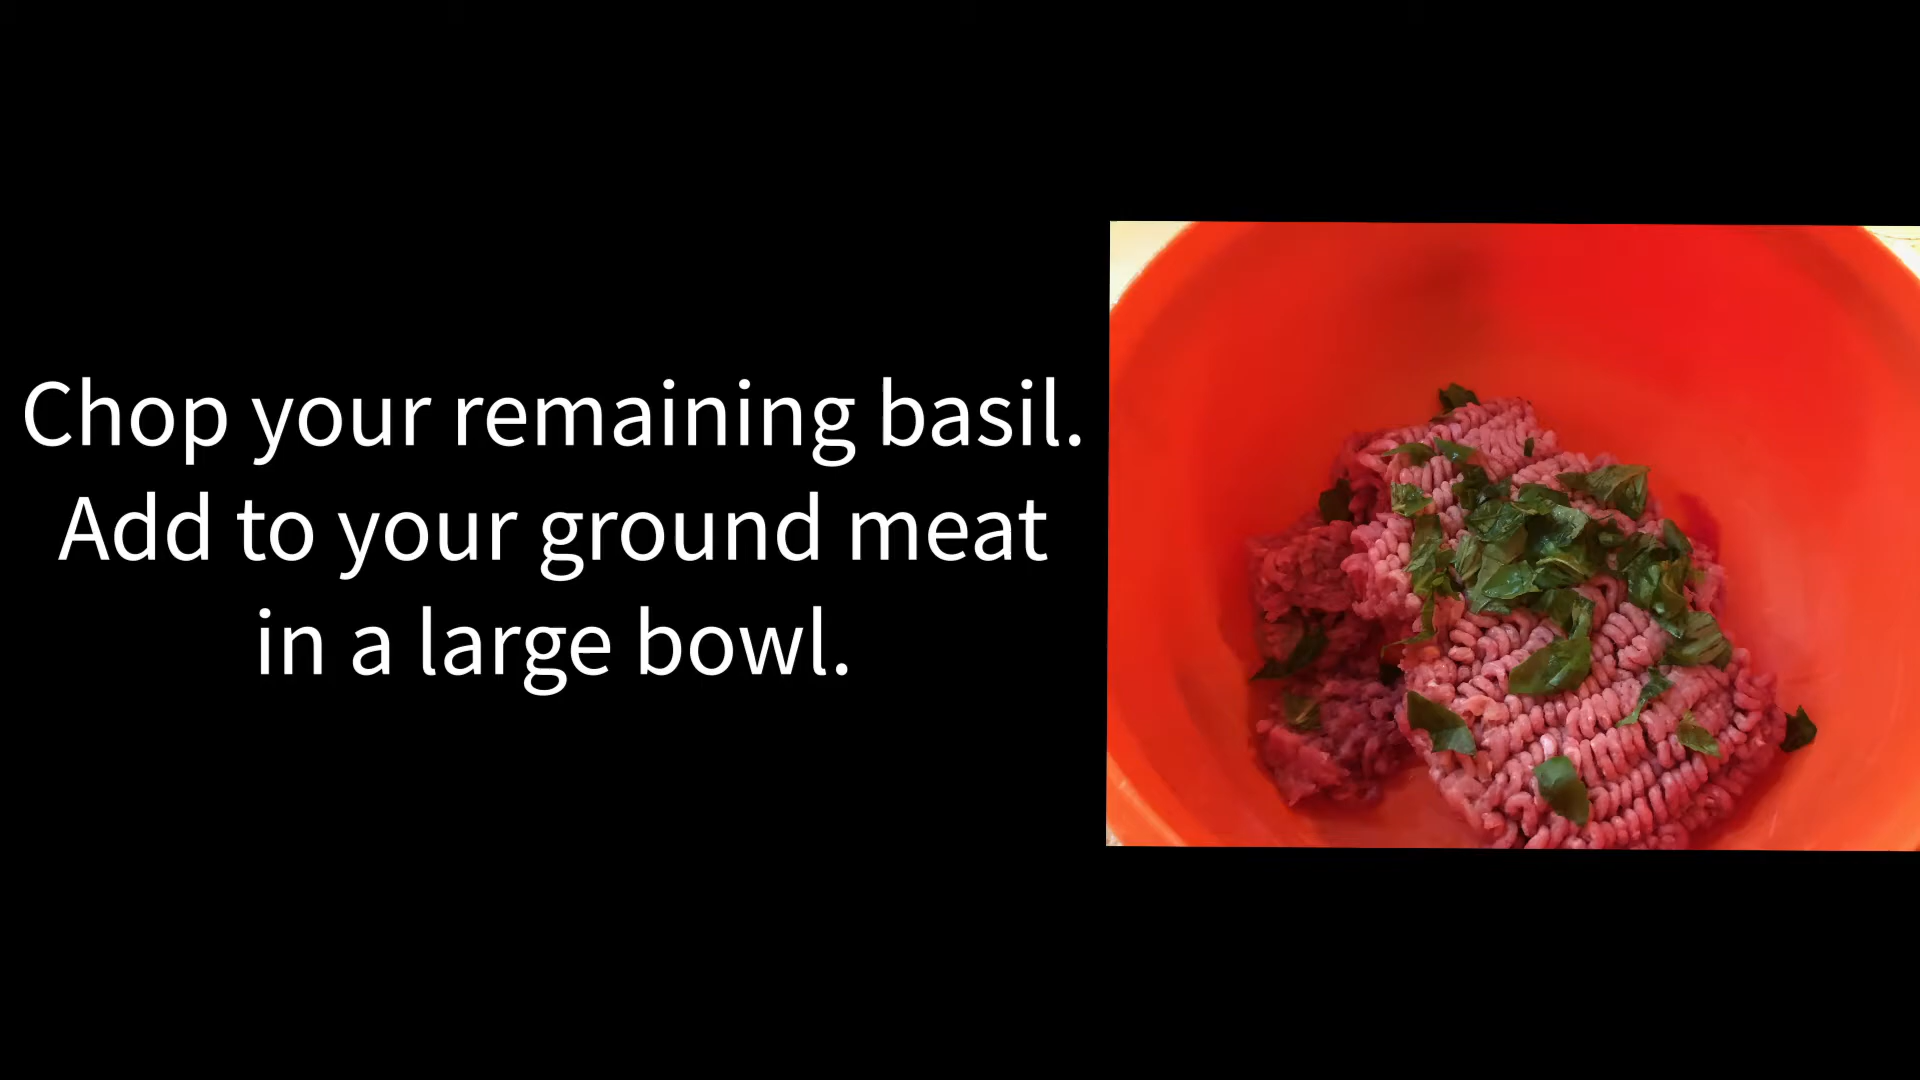 Chop your remaining basil.
Add to your ground meat
in a large bowl.